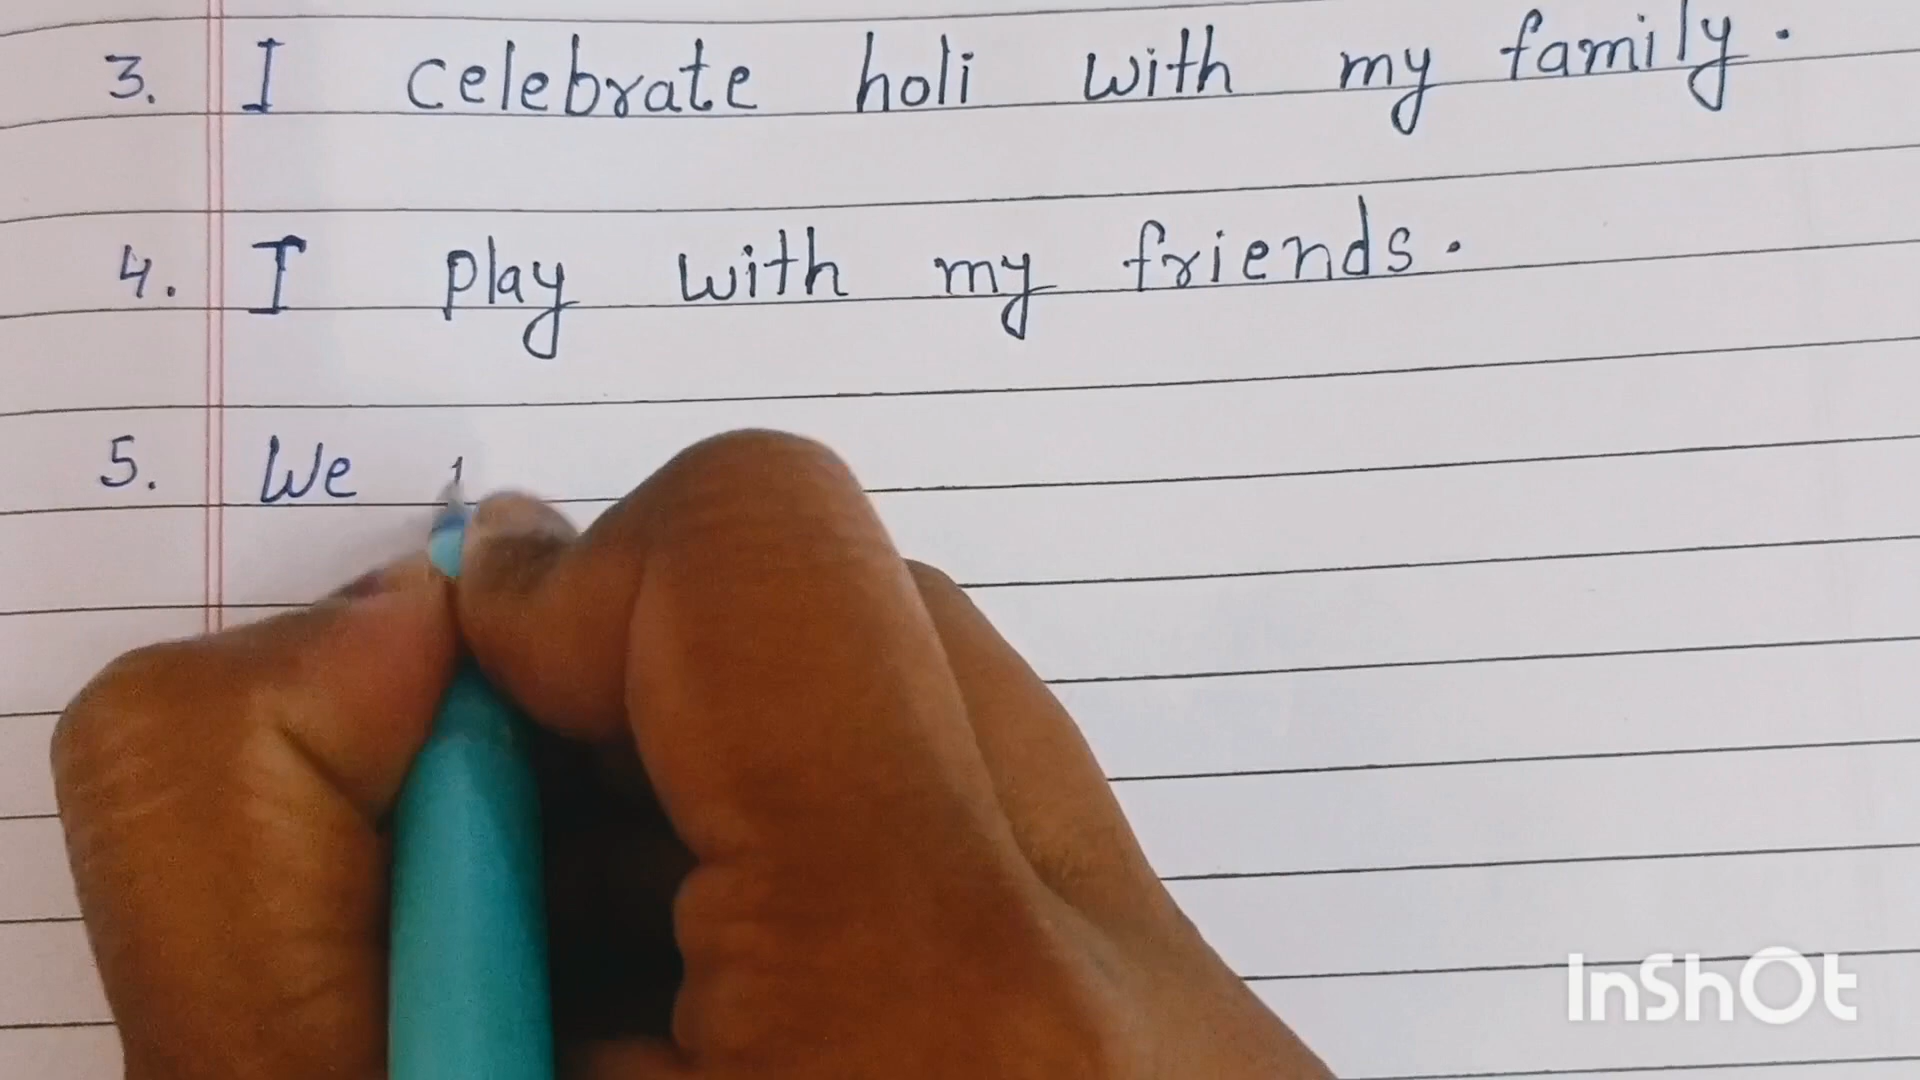 3. I celebrate holi with my family.
4. I play with my friends.
5. We
InShOt